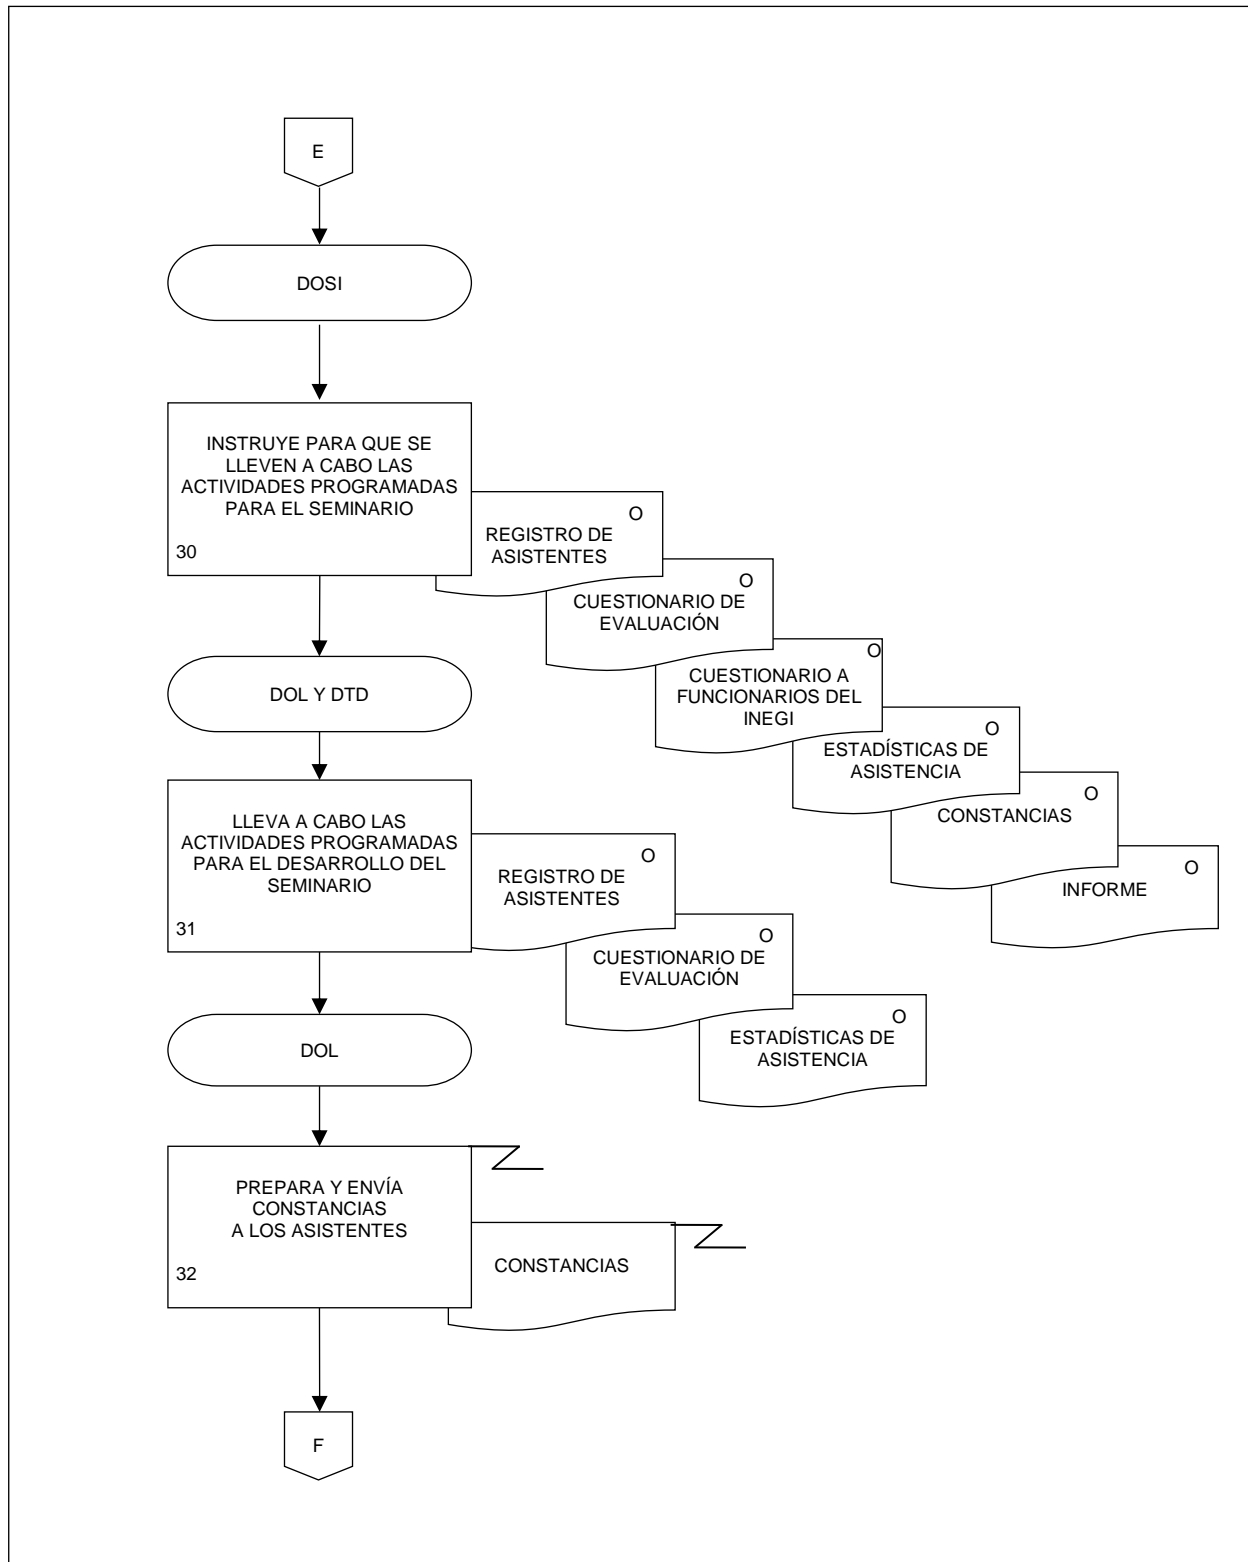 E
DOSI
INSTRUYE PARA QUE SE
LLEVEN A CABO LAS
ACTIVIDADES PROGRAMADAS
PARA EL SEMINARIO
30
O
REGISTRO DE
ASISTENTES
O
CUESTIONARIO DE
EVALUACIÓN
O
CUESTIONARIO A
FUNCIONARIOS DEL
INEGI
O
ESTADÍSTICAS DE
ASISTENCIA
O
CONSTANCIAS
O
INFORME
DOL Y DTD
LLEVA A CABO LAS
ACTIVIDADES PROGRAMADAS
PARA EL DESARROLLO DEL
SEMINARIO
31
O
REGISTRO DE
ASISTENTES
O
CUESTIONARIO DE
EVALUACIÓN
O
ESTADÍSTICAS DE
ASISTENCIA
DOL
PREPARA Y ENVÍA
CONSTANCIAS
A LOS ASISTENTES
32
CONSTANCIAS
F